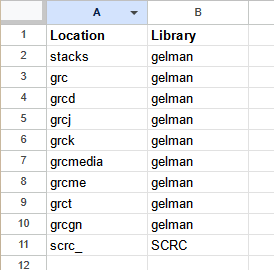 A B
1 Location Library
2 stacks gelman
3 grc gelman
4 grcd gelman
5 grcj gelman
6 grck gelman
7 grcmedia gelman
8 grcme gelman
9 grct gelman
10 grcgn gelman
11 scrc_ SCRC
12